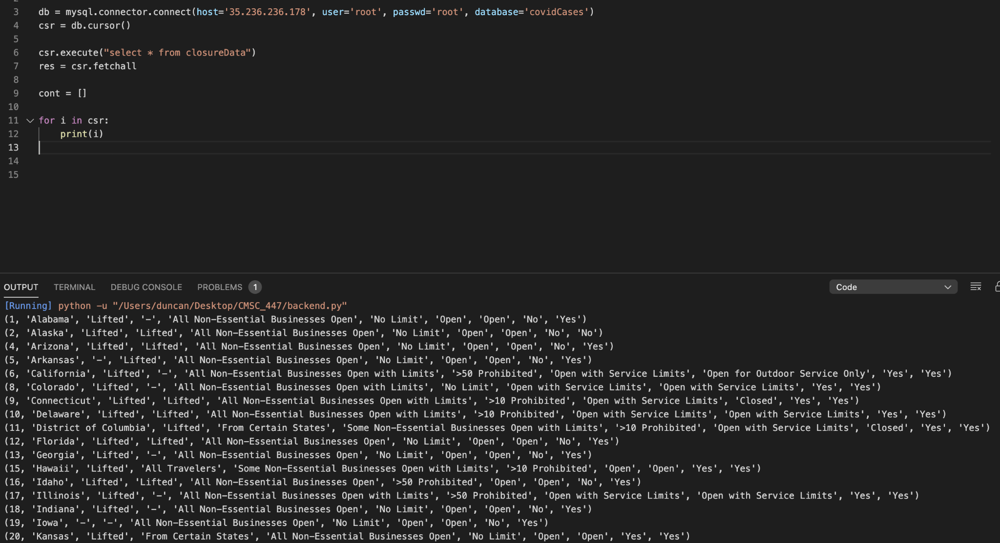 3 db = mysql.connector.connect(host='35.236.236.178', user='root', passwd='root', database='covidCases')
4 csr = db.cursor()
5
6 csr.execute("select * from closureData")
7 res = csr.fetchall
8
9 cont = []
10
11 for i in csr:
12     print(i)
13
14
15
OUTPUT TERMINAL DEBUG CONSOLE PROBLEMS 1 Code
[Running] python -u "/Users/duncan/Desktop/CMSC_447/backend.py"
(1, 'Alabama', 'Lifted', '-', 'All Non-Essential Businesses Open', 'No Limit', 'Open', 'Open', 'No', 'Yes')
(2, 'Alaska', 'Lifted', 'Lifted', 'All Non-Essential Businesses Open', 'No Limit', 'Open', 'Open', 'No', 'No')
(4, 'Arizona', 'Lifted', 'Lifted', 'All Non-Essential Businesses Open', 'No Limit', 'Open', 'Open', 'No', 'Yes')
(5, 'Arkansas', '-', 'Lifted', 'All Non-Essential Businesses Open', 'No Limit', 'Open', 'Open', 'No', 'Yes')
(6, 'California', 'Lifted', '-', 'All Non-Essential Businesses Open with Limits', '>50 Prohibited', 'Open with Service Limits', 'Open for Outdoor Service Only', 'Yes', 'Yes')
(8, 'Colorado', 'Lifted', '-', 'All Non-Essential Businesses Open with Limits', 'No Limit', 'Open with Service Limits', 'Open with Service Limits', 'Yes', 'Yes')
(9, 'Connecticut', 'Lifted', 'Lifted', 'All Non-Essential Businesses Open with Limits', '>10 Prohibited', 'Open with Service Limits', 'Closed', 'Yes', 'Yes')
(10, 'Delaware', 'Lifted', 'Lifted', 'All Non-Essential Businesses Open with Limits', '>10 Prohibited', 'Open with Service Limits', 'Open with Service Limits', 'Yes', 'Yes')
(11, 'District of Columbia', 'Lifted', 'From Certain States', 'Some Non-Essential Businesses Open with Limits', '>10 Prohibited', 'Open with Service Limits', 'Closed', 'Yes', 'Yes')
(12, 'Florida', 'Lifted', 'Lifted', 'All Non-Essential Businesses Open', 'No Limit', 'Open', 'Open', 'No', 'Yes')
(13, 'Georgia', 'Lifted', '-', 'All Non-Essential Businesses Open', 'No Limit', 'Open', 'Open', 'No', 'Yes')
(15, 'Hawaii', 'Lifted', 'All Travelers', 'Some Non-Essential Businesses Open with Limits', '>10 Prohibited', 'Open', 'Open', 'Yes', 'Yes')
(16, 'Idaho', 'Lifted', 'Lifted', 'All Non-Essential Businesses Open', '>50 Prohibited', 'Open', 'Open', 'No', 'Yes')
(17, 'Illinois', 'Lifted', '-', 'All Non-Essential Businesses Open with Limits', '>50 Prohibited', 'Open with Service Limits', 'Open with Service Limits', 'Yes', 'Yes')
(18, 'Indiana', 'Lifted', '-', 'All Non-Essential Businesses Open', 'No Limit', 'Open', 'Open', 'No', 'Yes')
(19, 'Iowa', '-', '-', 'All Non-Essential Businesses Open', 'No Limit', 'Open', 'Open', 'No', 'Yes')
(20, 'Kansas', 'Lifted', 'From Certain States', 'All Non-Essential Businesses Open', 'No Limit', 'Open', 'Open', 'Yes', 'Yes')